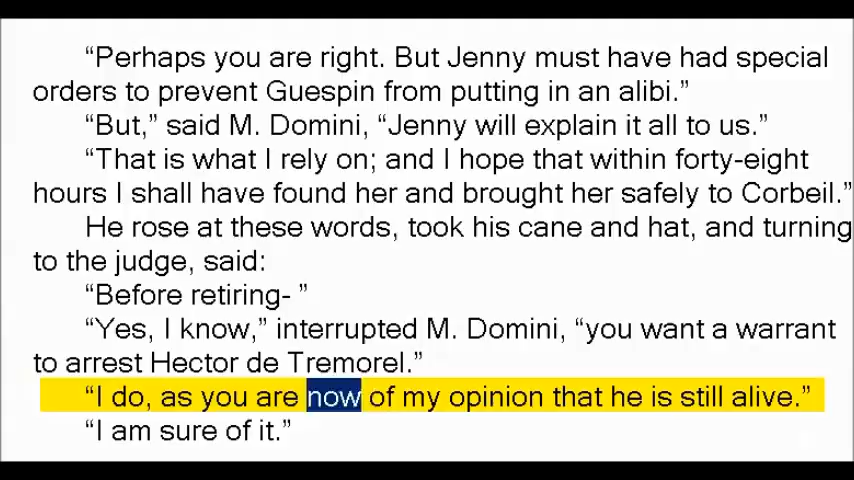 “Perhaps you are right. But Jenny must have had special
orders to prevent Guespin from putting in an alibi.”
“But,” said M. Domini, “Jenny will explain it all to us.”
“That is what I rely on; and I hope that within forty-eight
hours I shall have found her and brought her safely to Corbeil.”
He rose at these words, took his cane and hat, and turning
to the judge, said:
“Before retiring- ”
“Yes, I know,” interrupted M. Domini, “you want a warrant
to arrest Hector de Tremorel.”
“I do, as you are now of my opinion that he is still alive.”
“I am sure of it.”